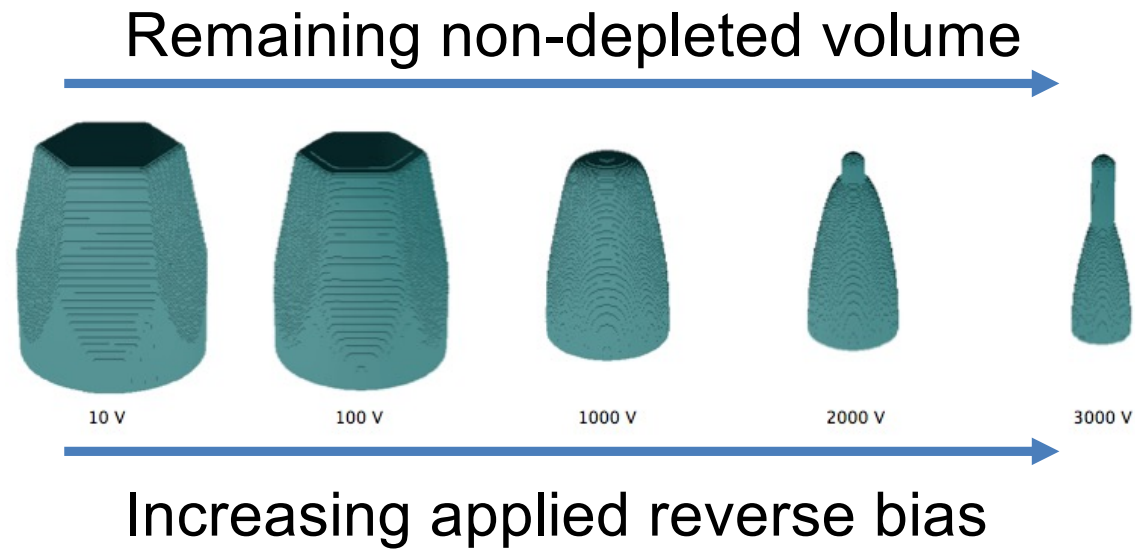 Remaining non-depleted volume
10 V
100 V
1000 V
2000 V
3000 V
Increasing applied reverse bias